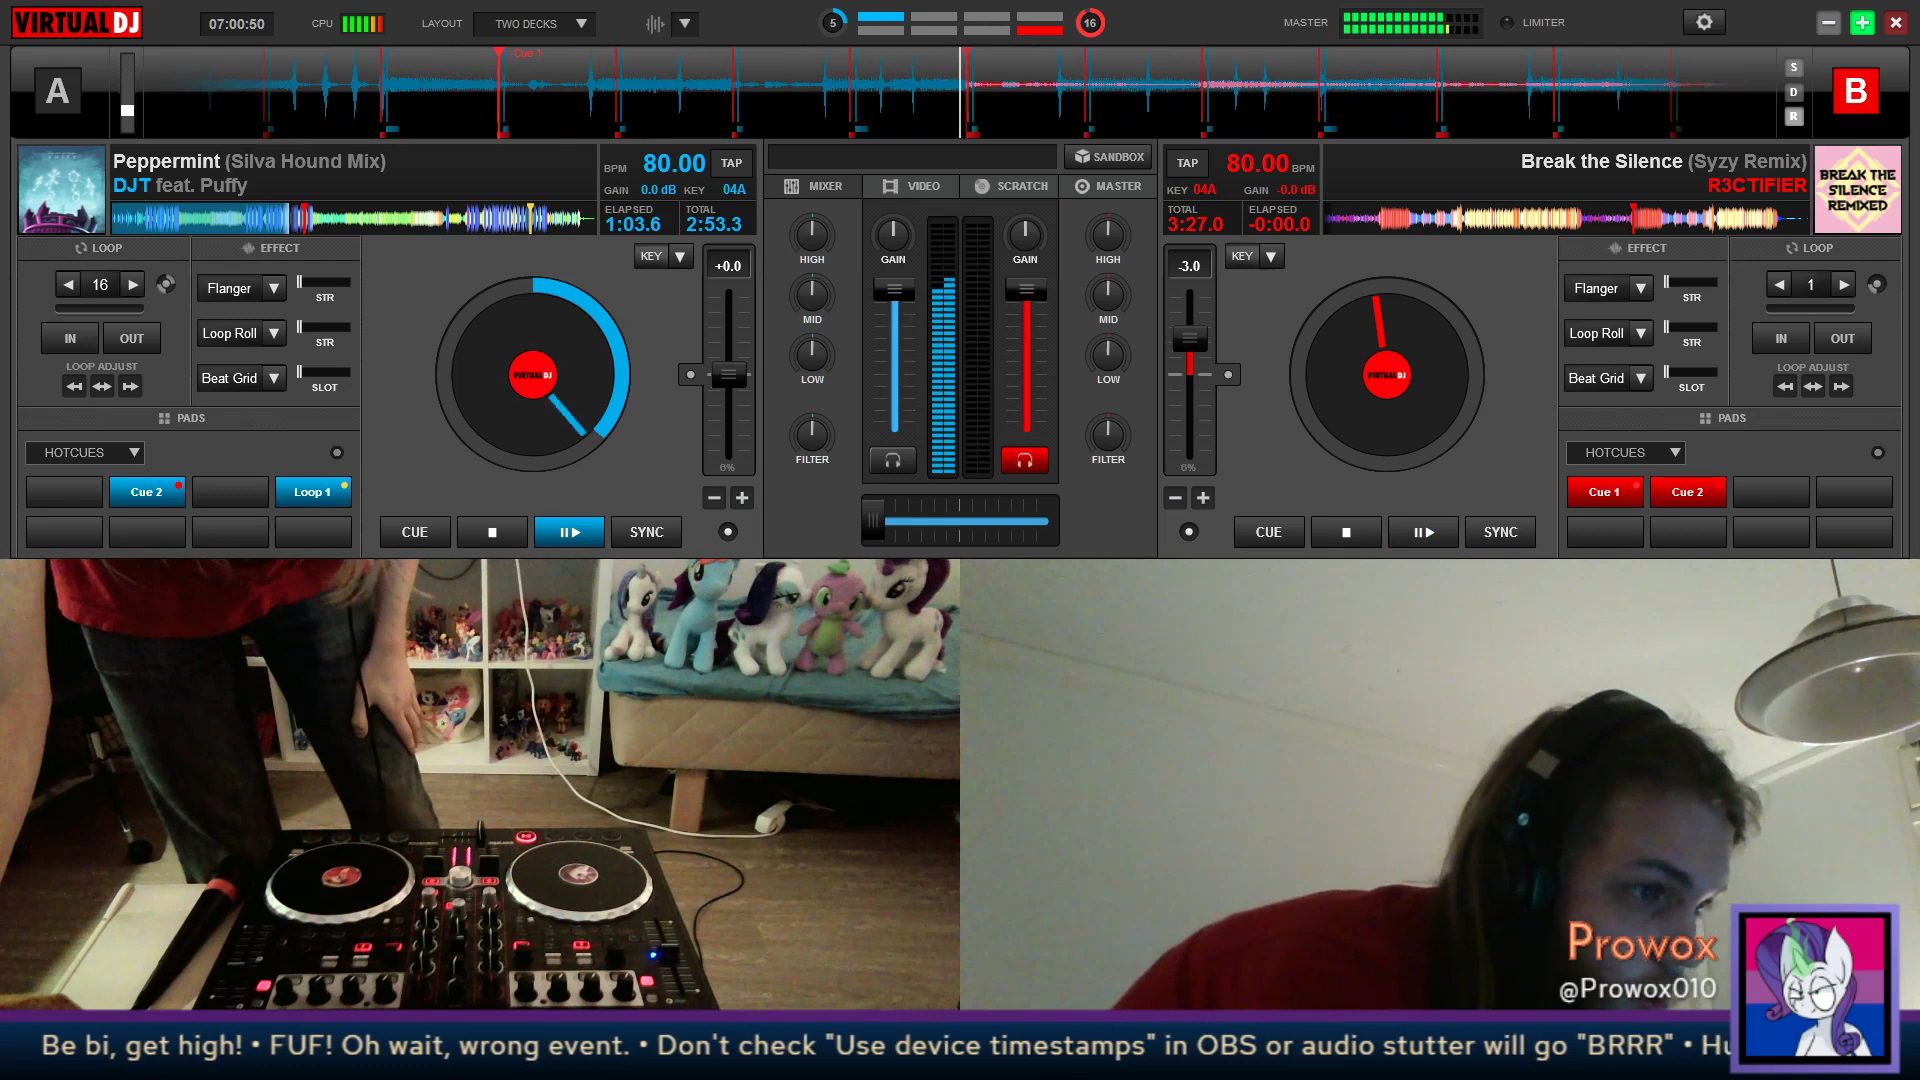 VIRTUAL DJ
07:00:50
CPU
LAYOUT
TWO DECKS
5
16
MASTER
LIMITER
A
Cue 1
S
D
R
B
Peppermint (Silva Hound Mix)
DJT feat. Puffy
BPM 80.00 TAP
GAIN 0.0 dB KEY 04A
ELAPSED
1:03.6
TOTAL
2:53.3
SANDBOX
MIXER
VIDEO
SCRATCH
MASTER
TAP 80.00 BPM
KEY 04A GAIN -0.0 dB
TOTAL
3:27.0
ELAPSED
-0:00.0
Break the Silence (Syzy Remix)
R3CTIFIER
BREAK THE
SILENCE
REMIXED
LOOP
16
IN
OUT
LOOP ADJUST
EFFECT
Flanger
STR
Loop Roll
STR
Beat Grid
SLOT
PADS
HOTCUES
Cue 2
Loop 1
KEY
+0.0
VIRTUAL DJ
6%
CUE
SYNC
HIGH
MID
LOW
FILTER
GAIN
GAIN
HIGH
MID
LOW
FILTER
-3.0
KEY
6%
VIRTUAL DJ
CUE
SYNC
EFFECT
Flanger
STR
Loop Roll
STR
Beat Grid
SLOT
LOOP
1
IN
OUT
LOOP ADJUST
PADS
HOTCUES
Cue 1
Cue 2
Prowox
@Prowox010
Be bi, get high! • FUF! Oh wait, wrong event. • Don't check "Use device timestamps" in OBS or audio stutter will go "BRRR" • Hu